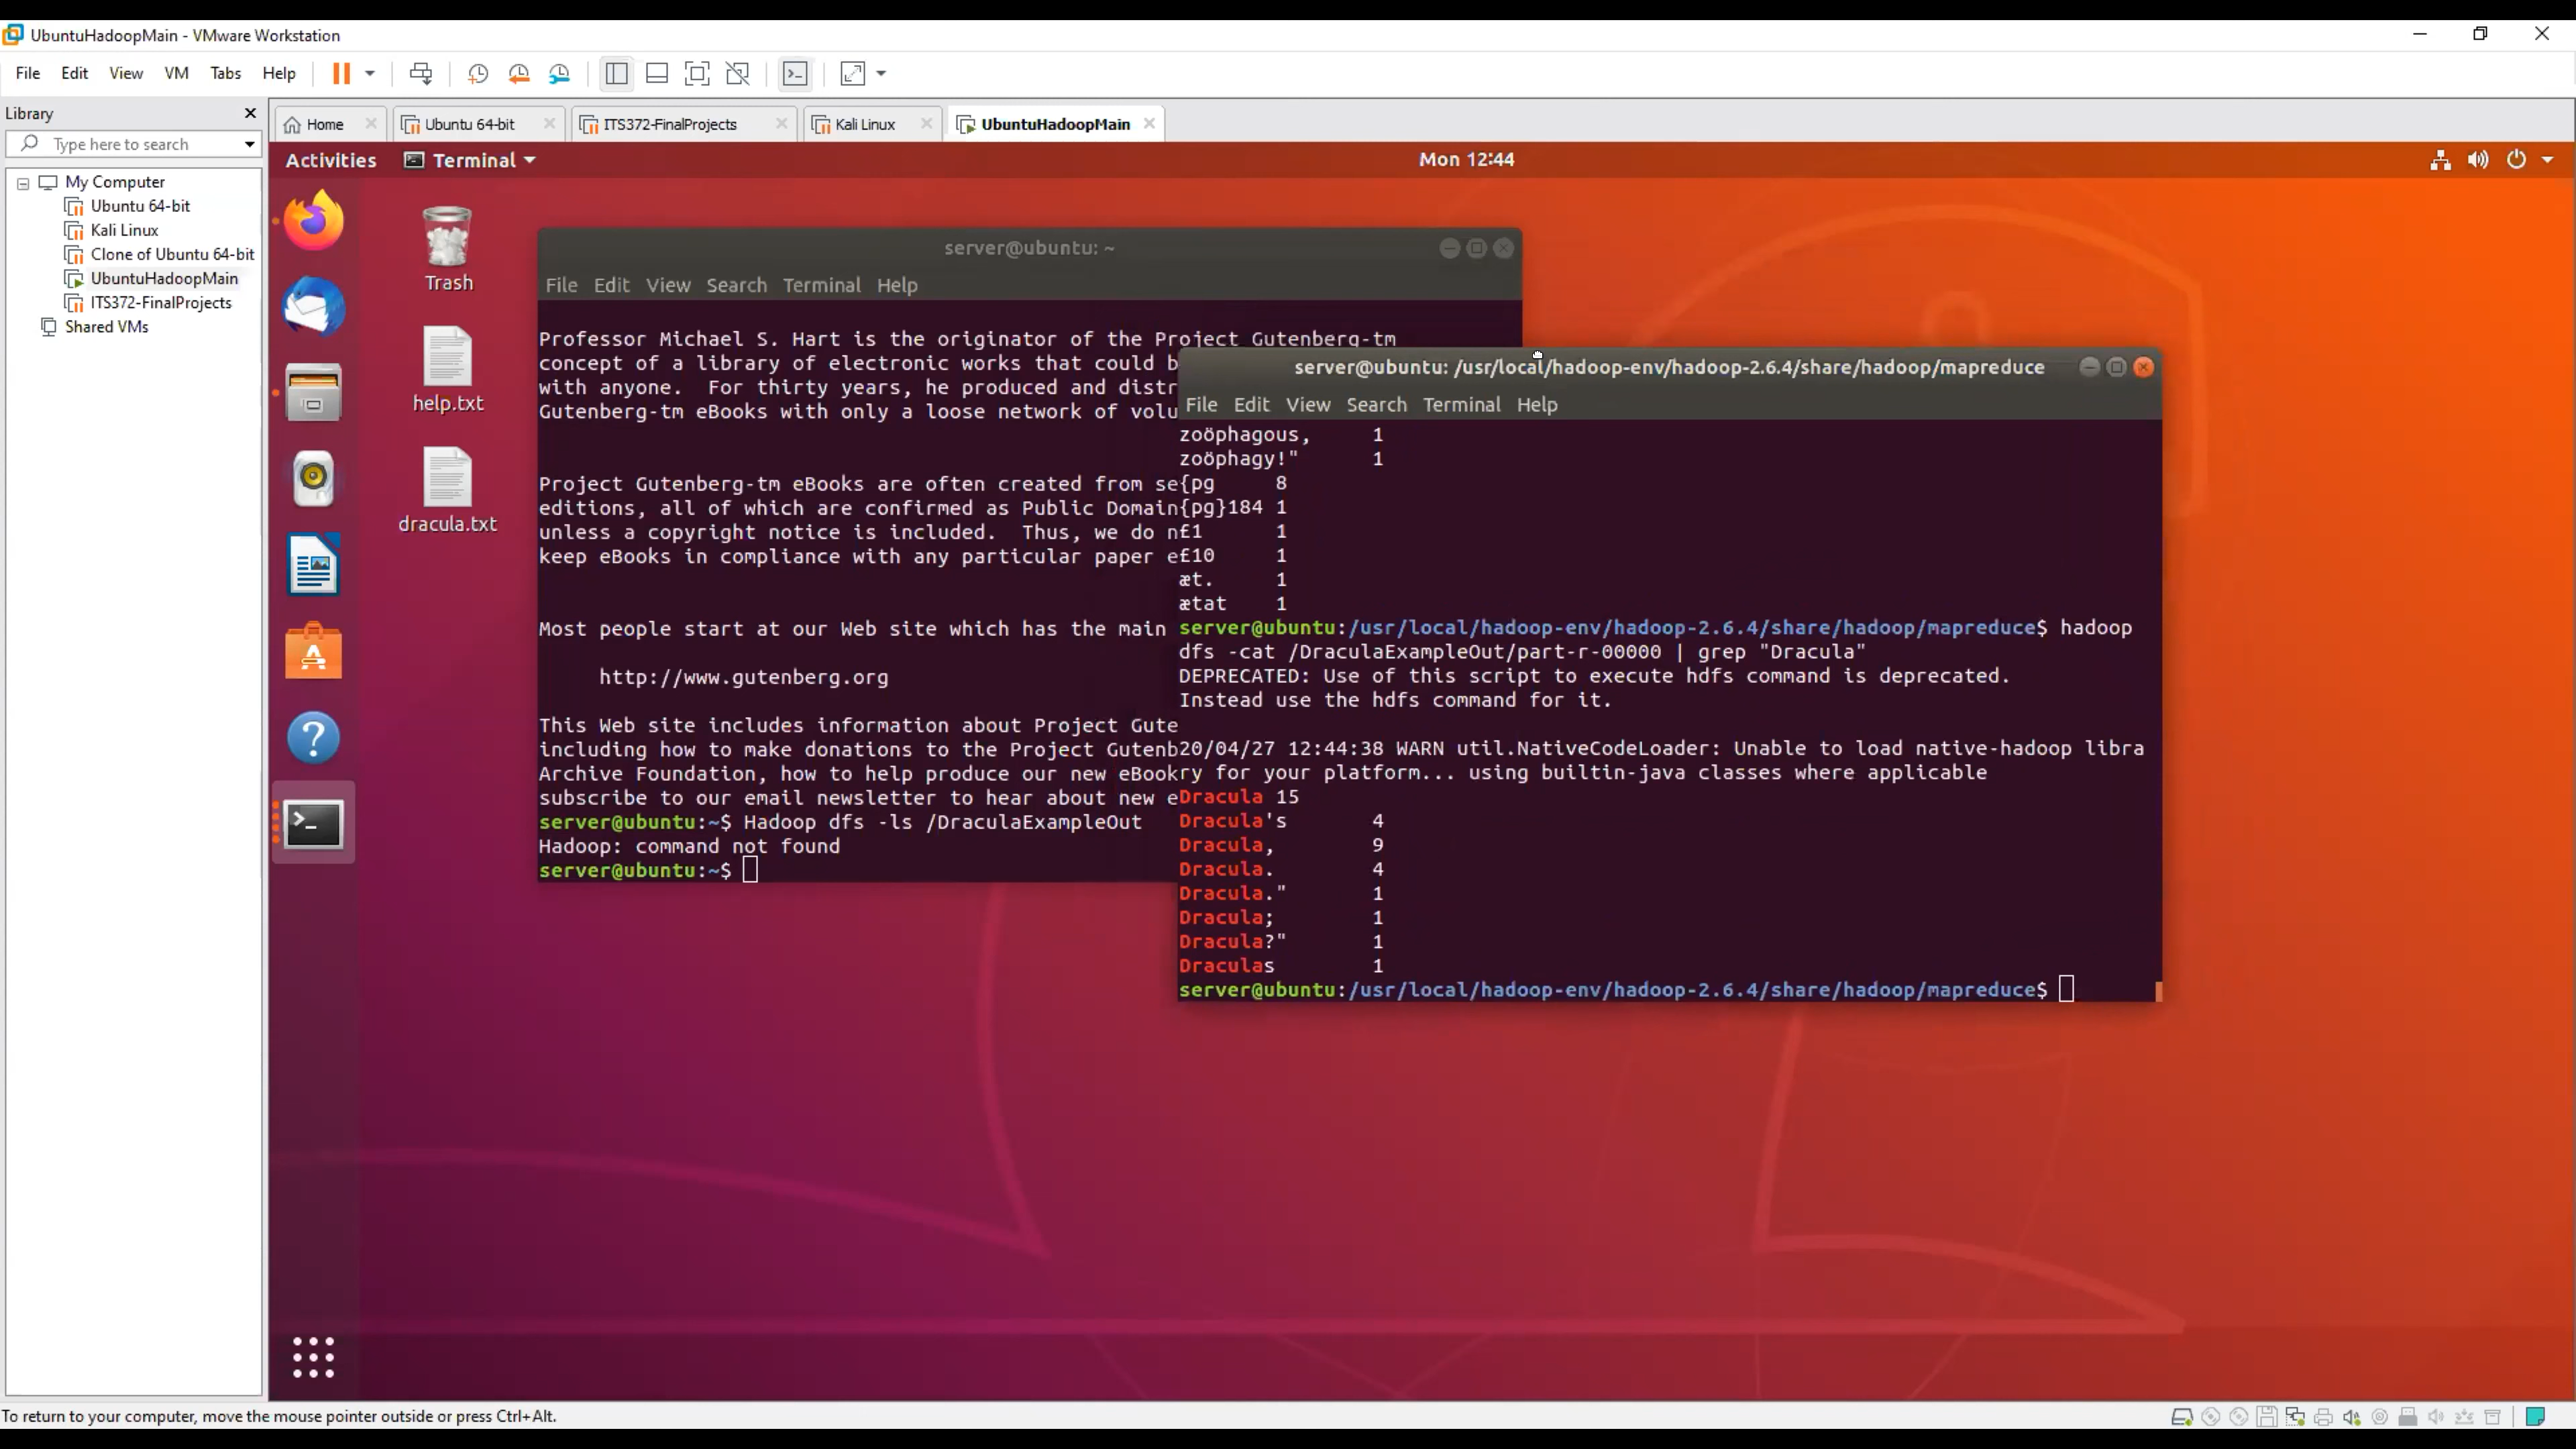 UbuntuHadoopMain - VMware Workstation
File Edit View VM Tabs Help
Library
Type here to search
My Computer
Ubuntu 64-bit
Kali Linux
Clone of Ubuntu 64-bit
UbuntuHadoopMain
ITS372-FinalProjects
Shared VMs
Home
Ubuntu 64-bit
ITS372-FinalProjects
Kali Linux
UbuntuHadoopMain
Activities
Terminal
Mon 12:44
Trash
help.txt
dracula.txt
server@ubuntu: ~
File Edit View Search Terminal Help
Professor Michael S. Hart is the originator of the Project Gutenberg-tm
concept of a library of electronic works that could b
with anyone.  For thirty years, he produced and distr
Gutenberg-tm eBooks with only a loose network of volu
Project Gutenberg-tm eBooks are often created from se
editions, all of which are confirmed as Public Domain
unless a copyright notice is included.  Thus, we do n
keep eBooks in compliance with any particular paper e
Most people start at our Web site which has the main
http://www.gutenberg.org
This Web site includes information about Project Gute
including how to make donations to the Project Gutenb
Archive Foundation, how to help produce our new eBook
subscribe to our email newsletter to hear about new e
server@ubuntu:~$ Hadoop dfs -ls /DraculaExampleOut
Hadoop: command not found
server@ubuntu:~$
server@ubuntu: /usr/local/hadoop-env/hadoop-2.6.4/share/hadoop/mapreduce
File Edit View Search Terminal Help
zoöphagous, 1
zoöphagy!" 1
{pg 8
{pg}184 1
£1 1
£10 1
æt. 1
ætat 1
server@ubuntu:/usr/local/hadoop-env/hadoop-2.6.4/share/hadoop/mapreduce$ hadoop
dfs -cat /DraculaExampleOut/part-r-00000 | grep "Dracula"
DEPRECATED: Use of this script to execute hdfs command is deprecated.
Instead use the hdfs command for it.
20/04/27 12:44:38 WARN util.NativeCodeLoader: Unable to load native-hadoop libra
ry for your platform... using builtin-java classes where applicable
Dracula 15
Dracula's 4
Dracula, 9
Dracula. 4
Dracula." 1
Dracula; 1
Dracula?" 1
Draculas 1
server@ubuntu:/usr/local/hadoop-env/hadoop-2.6.4/share/hadoop/mapreduce$
To return to your computer, move the mouse pointer outside or press Ctrl+Alt.